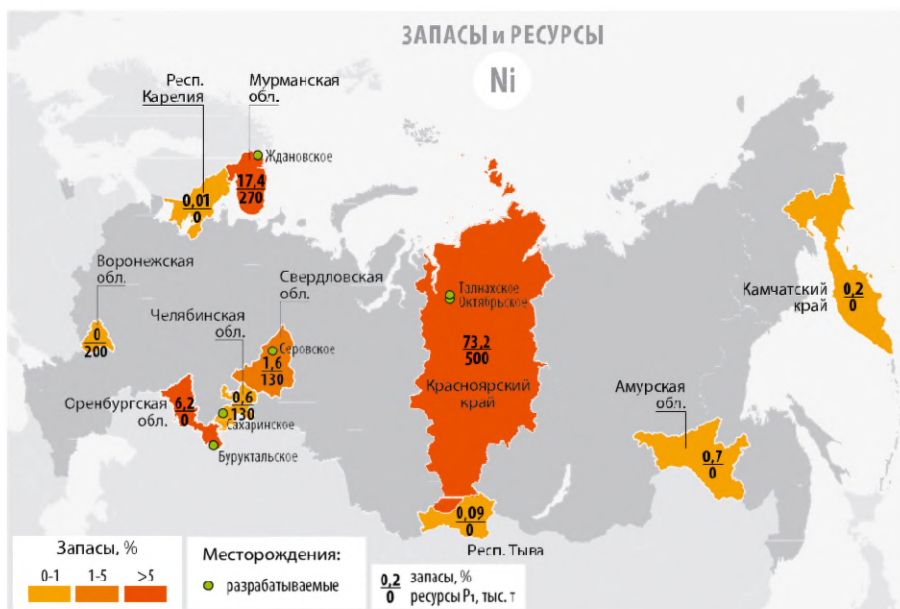 ЗАПАСЫ и РЕСУРСЫ
Ni
Респ.
Карелия
Мурманская
обл.
Ждановское
17,4
270
0,01
0
Воронежская
обл.
0
200
Свердловская
обл.
Челябинская
обл.
Серовское
1,6
130
0,6
130
Сахаринское
Оренбургская
обл.
6,2
0
Буруктальское
Талнахское
Октябрьское
73,2
500
Красноярский
край
Камчатский
край
0,2
0
Амурская
обл.
0,7
0
0,09
0
Респ. Тыва
Запасы, %
0-1 1-5 >5
Месторождения:
разрабатываемые
0,2 запасы, %
0 ресурсы P₁, тыс. т